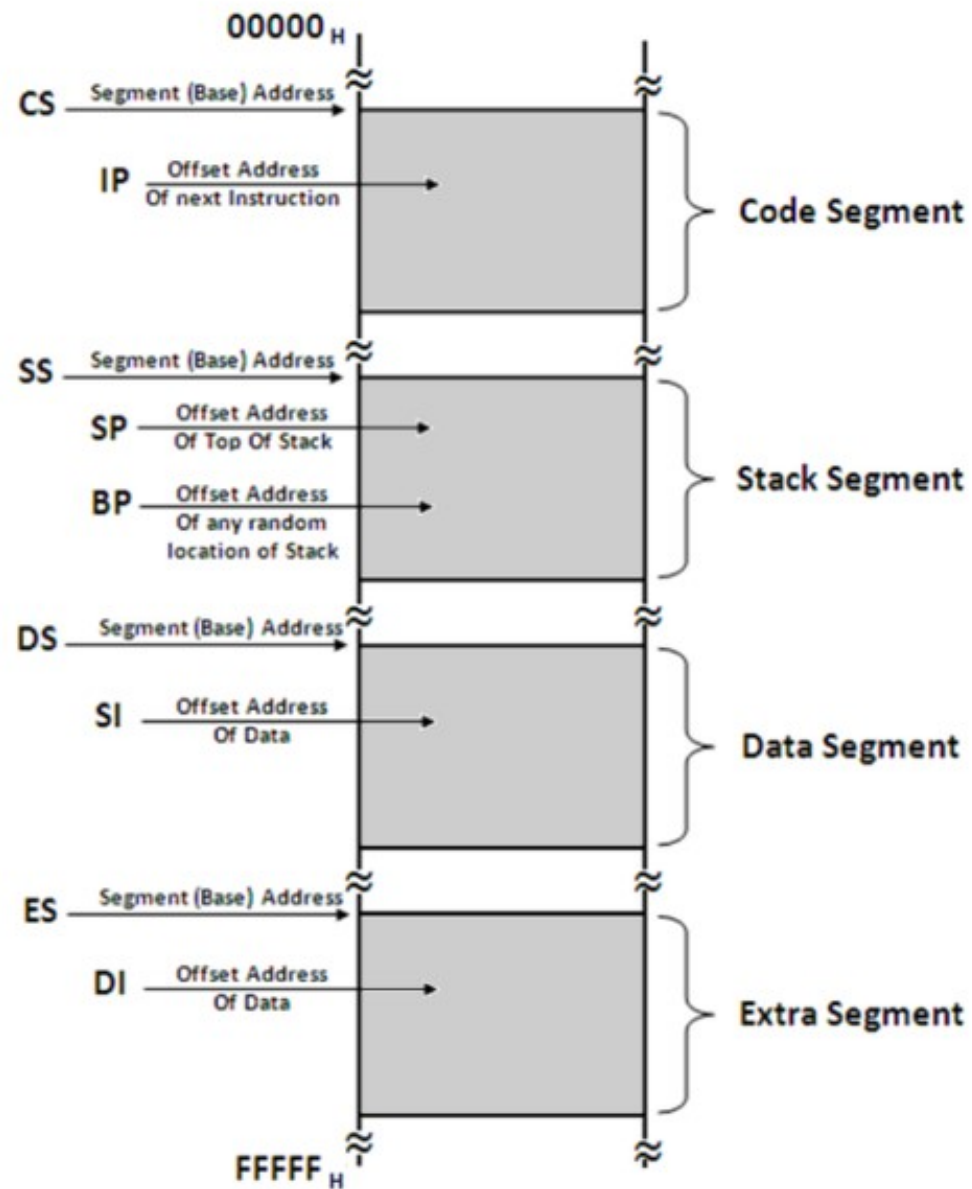 00000 H
CS
Segment (Base) Address
IP
Offset Address
Of next Instruction
Code Segment
SS
Segment (Base) Address
SP
Offset Address
Of Top Of Stack
BP
Offset Address
Of any random
location of Stack
Stack Segment
DS
Segment (Base) Address
SI
Offset Address
Of Data
Data Segment
ES
Segment (Base) Address
DI
Offset Address
Of Data
Extra Segment
FFFFF H